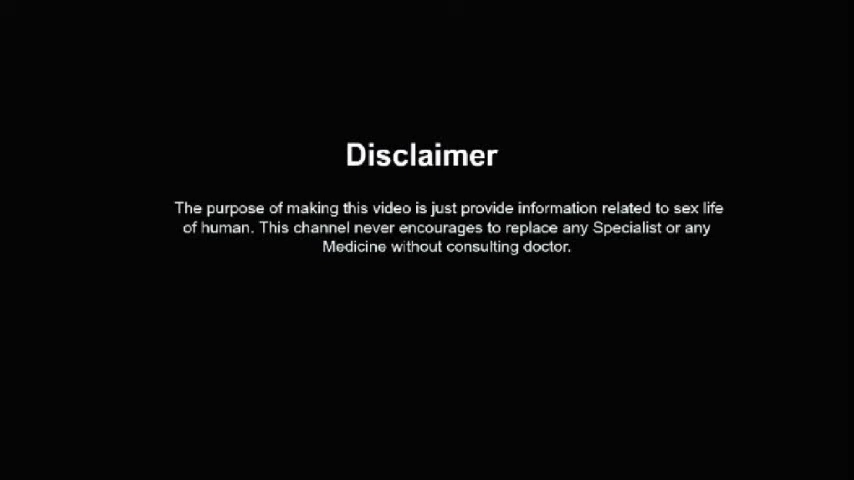 Disclaimer
The purpose of making this video is just provide information related to sex life
of human. This channel never encourages to replace any Specialist or any
Medicine without consulting doctor.